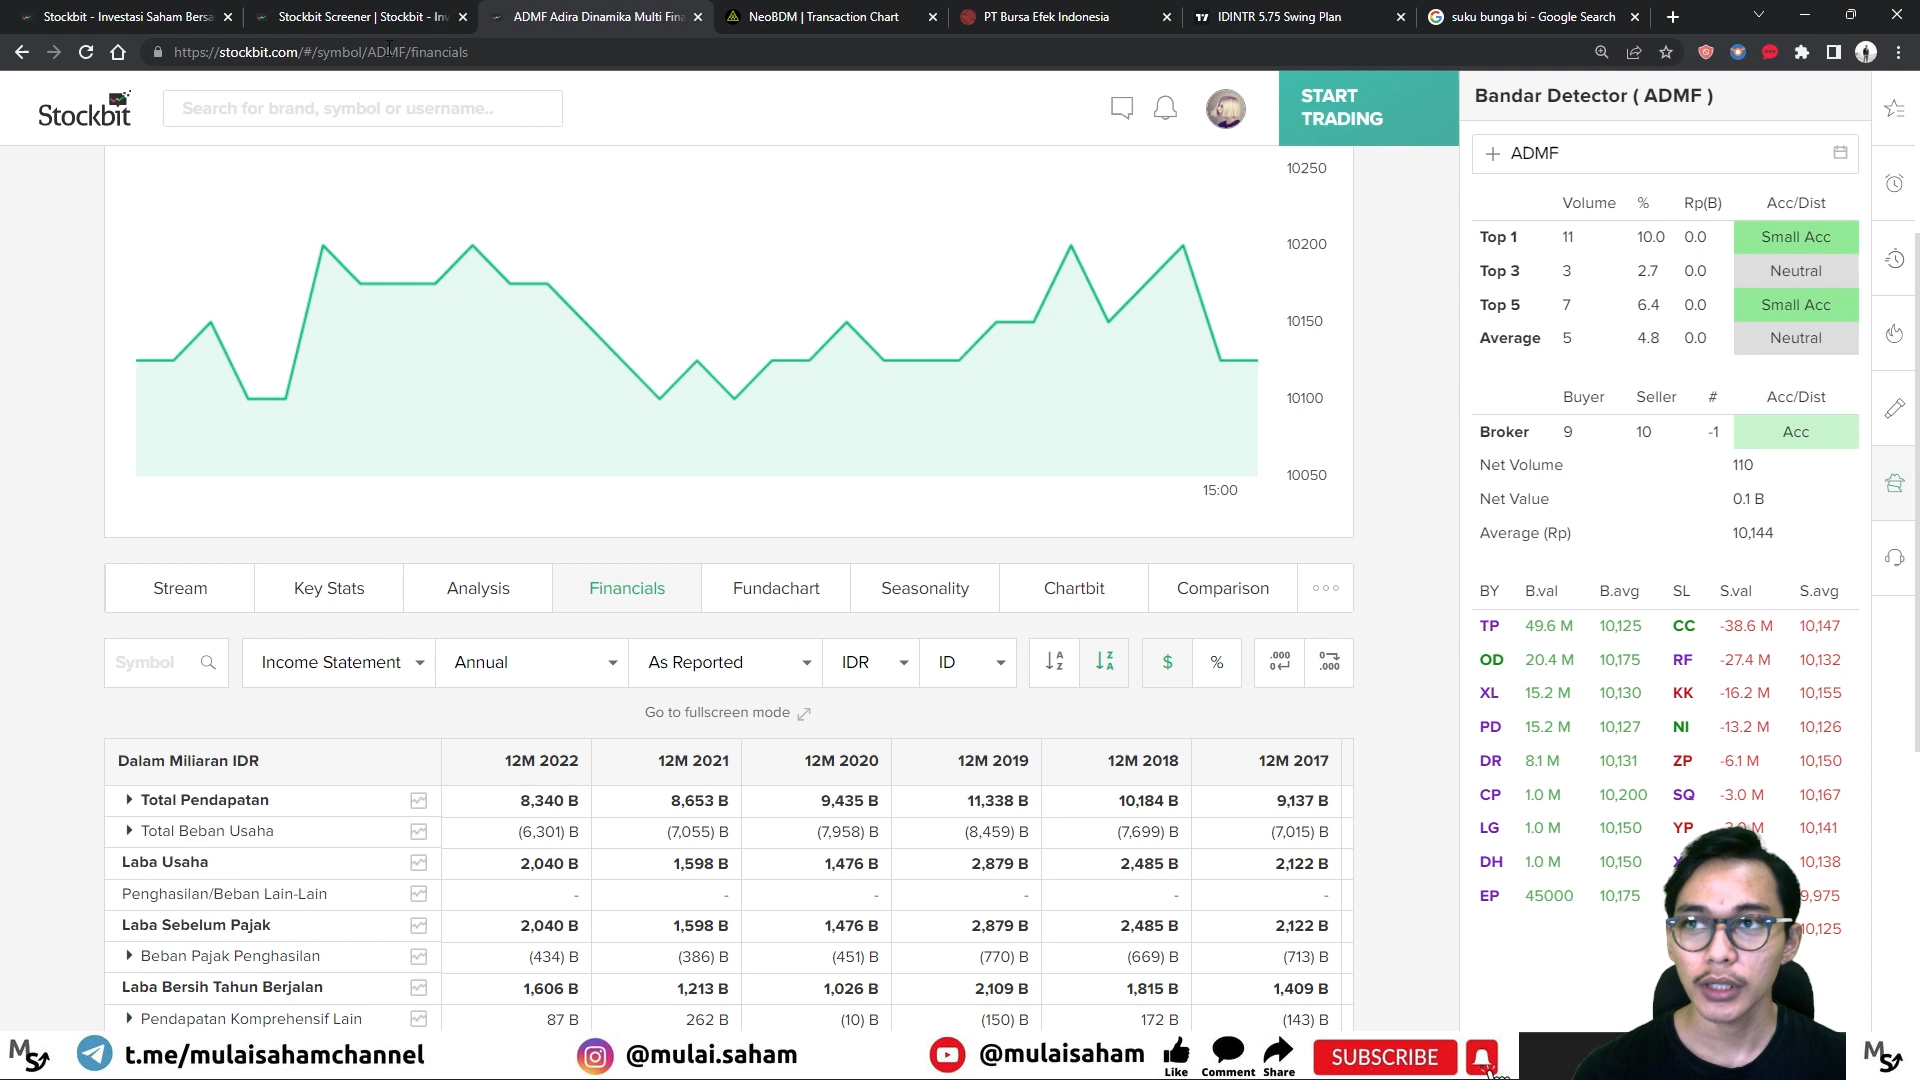 Stockbit - Investasi Saham Bersa
Stockbit Screener | Stockbit - Inv
ADMF Adira Dinamika Multi Fina
NeoBDM | Transaction Chart
PT Bursa Efek Indonesia
IDIDNTR 5.75 Swing Plan
suku bunga bi - Google Search
https://stockbit.com/#/symbol/ADMF/financials
Stockbit
Search for brand, symbol or username..
START TRADING
Bandar Detector ( ADMF )
ADMF
10250
10200
10150
10100
10050
15:00
Volume % Rp(B) Acc/Dist
Top 1 11 10.0 0.0 Small Acc
Top 3 3 2.7 0.0 Neutral
Top 5 7 6.4 0.0 Small Acc
Average 5 4.8 0.0 Neutral
Buyer Seller # Acc/Dist
Broker 9 10 -1 Acc
Net Volume 110
Net Value 0.1 B
Average (Rp) 10,144
BY B.val B.avg SL S.val S.avg
TP 49.6 M 10,125 CC -38.6 M 10,147
OD 20.4 M 10,175 RF -27.4 M 10,132
XL 15.2 M 10,130 KK -16.2 M 10,155
PD 15.2 M 10,127 NI -13.2 M 10,126
DR 8.1 M 10,131 ZP -6.1 M 10,150
CP 1.0 M 10,200 SQ -3.0 M 10,167
LG 1.0 M 10,150 YP 10,141
DH 1.0 M 10,150 10,138
EP 45000 10,175 9,975
10,125
Stream Key Stats Analysis Financials Fundachart Seasonality Chartbit Comparison
Symbol Income Statement Annual As Reported IDR ID A Z Z A $ % .000 0 0 .000
Go to fullscreen mode
Dalam Miliaran IDR 12M 2022 12M 2021 12M 2020 12M 2019 12M 2018 12M 2017
Total Pendapatan 8,340 B 8,653 B 9,435 B 11,338 B 10,184 B 9,137 B
Total Beban Usaha (6,301) B (7,055) B (7,958) B (8,459) B (7,699) B (7,015) B
Laba Usaha 2,040 B 1,598 B 1,476 B 2,879 B 2,485 B 2,122 B
Penghasilan/Beban Lain-Lain - - - - - -
Laba Sebelum Pajak 2,040 B 1,598 B 1,476 B 2,879 B 2,485 B 2,122 B
Beban Pajak Penghasilan (434) B (386) B (451) B (770) B (669) B (713) B
Laba Bersih Tahun Berjalan 1,606 B 1,213 B 1,026 B 2,109 B 1,815 B 1,409 B
Pendapatan Komprehensif Lain 87 B 262 B (10) B (150) B 172 B (143) B
t.me/mulaisahamchannel
@mulai.saham
@mulaisaham
Like Comment Share
SUBSCRIBE